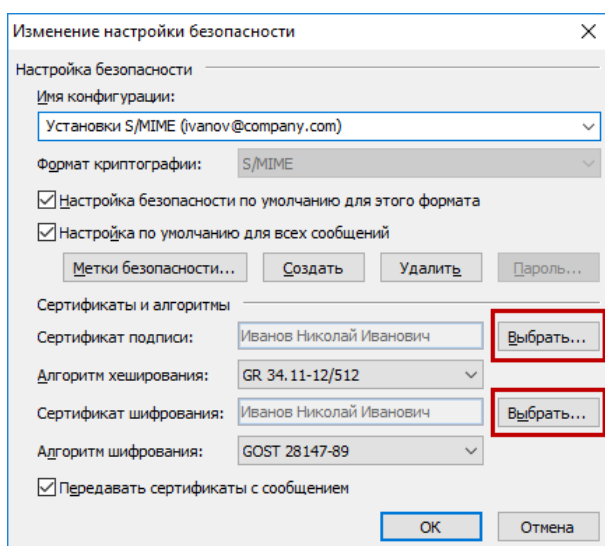 Изменение настройки безопасности
Настройка безопасности
Имя конфигурации:
Установки S/MIME (ivanov@company.com)
Формат криптографии: S/MIME
Настройка безопасности по умолчанию для этого формата
Настройка по умолчанию для всех сообщений
Метки безопасности... Создать Удалить Пароль...
Сертификаты и алгоритмы
Сертификат подписи: Иванов Николай Иванович Выбрать...
Алгоритм хеширования: GR 34.11-12/512
Сертификат шифрования: Иванов Николай Иванович Выбрать...
Алгоритм шифрования: GOST 28147-89
Передавать сертификаты с сообщением
ОК Отмена